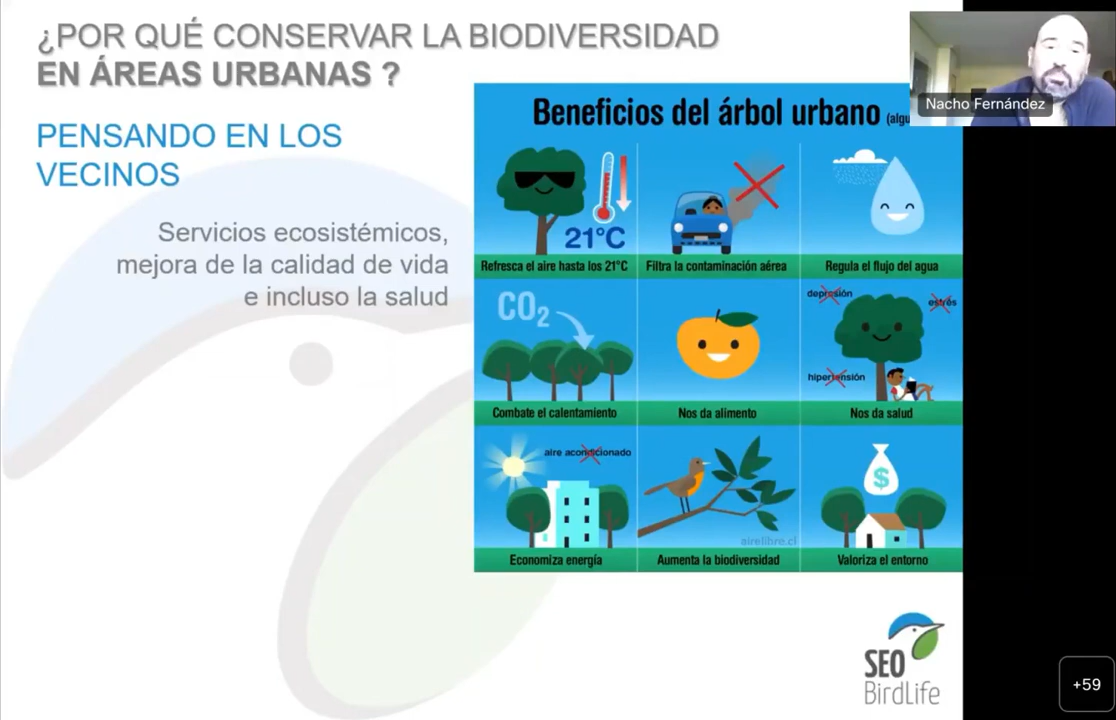 ¿POR QUÉ CONSERVAR LA BIODIVERSIDAD
EN ÁREAS URBANAS ?
PENSANDO EN LOS
VECINOS
Servicios ecosistémicos,
mejora de la calidad de vida
e incluso la salud
Beneficios del árbol urbano
Nacho Fernández
21°C
Refresca el aire hasta los 21°C
Filtra la contaminación aérea
Regula el flujo del agua
CO2
Combate el calentamiento
Nos da alimento
depresión
estrés
hipertensión
Nos da salud
aire acondicionado
Economiza energía
airelibre.cl
Aumenta la biodiversidad
$
Valoriza el entorno
SEO
BirdLife
+59